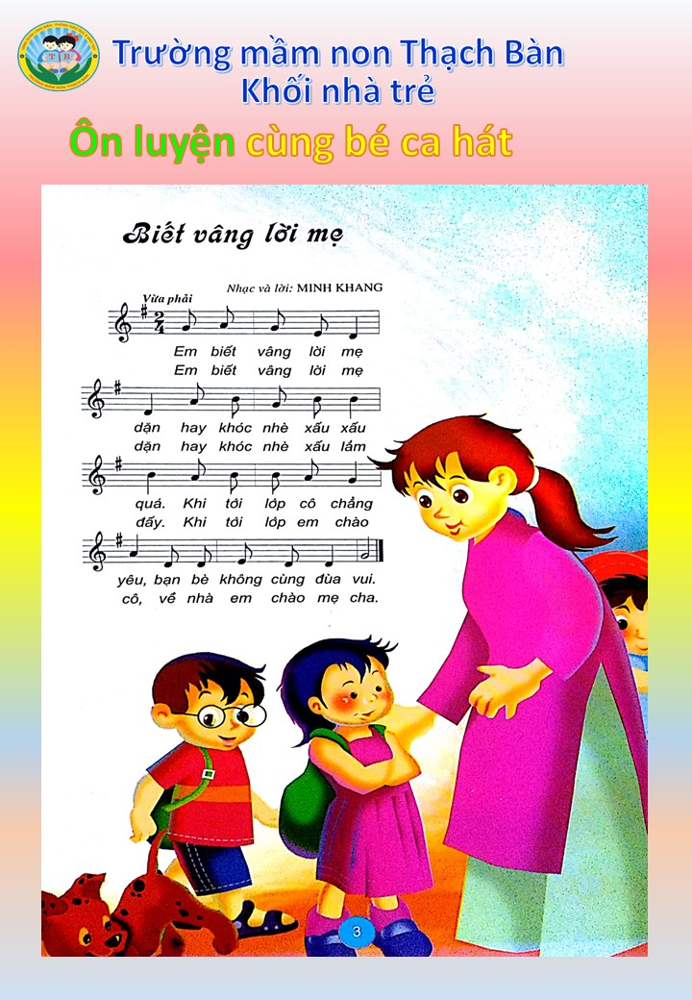 Trường mầm non Thạch Bàn
Khối nhà trẻ
Ôn luyện cùng bé ca hát
Biết vâng lời mẹ
Nhạc và lời: MINH KHANG
Vừa phải
2
4
Em biết vâng lời mẹ
Em biết vâng lời mẹ
dặn hay khóc nhè xấu xấu
dặn hay khóc nhè xấu lắm
quá. Khi tới lớp cô chẳng
đấy. Khi tới lớp em chào
yêu, bạn bè không cùng đùa vui.
cô, về nhà em chào mẹ cha.
3